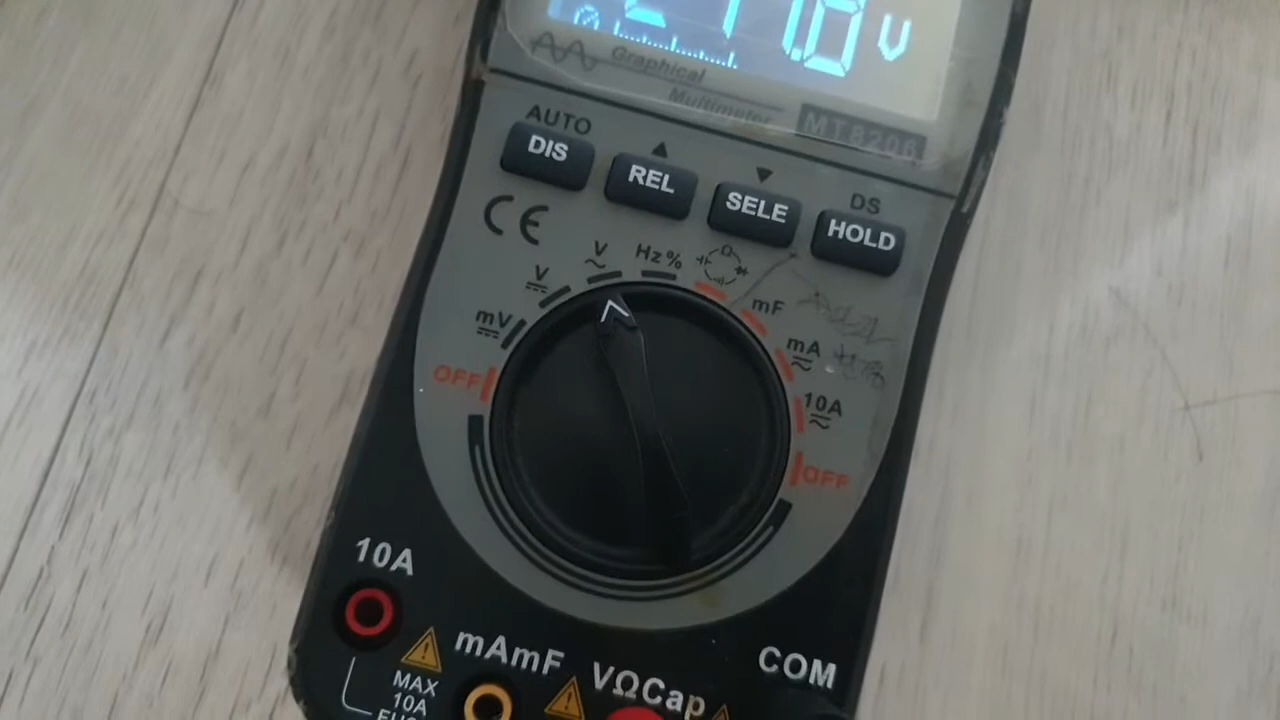 V
Graphical
Multimeter
MT8206
AUTO
DIS
REL
SELE
DS
HOLD
CE
mV
V
V
Hz%
Ω
mF
mA
10A
OFF
OFF
10A
mAmF
VΩCap
COM
MAX
10A